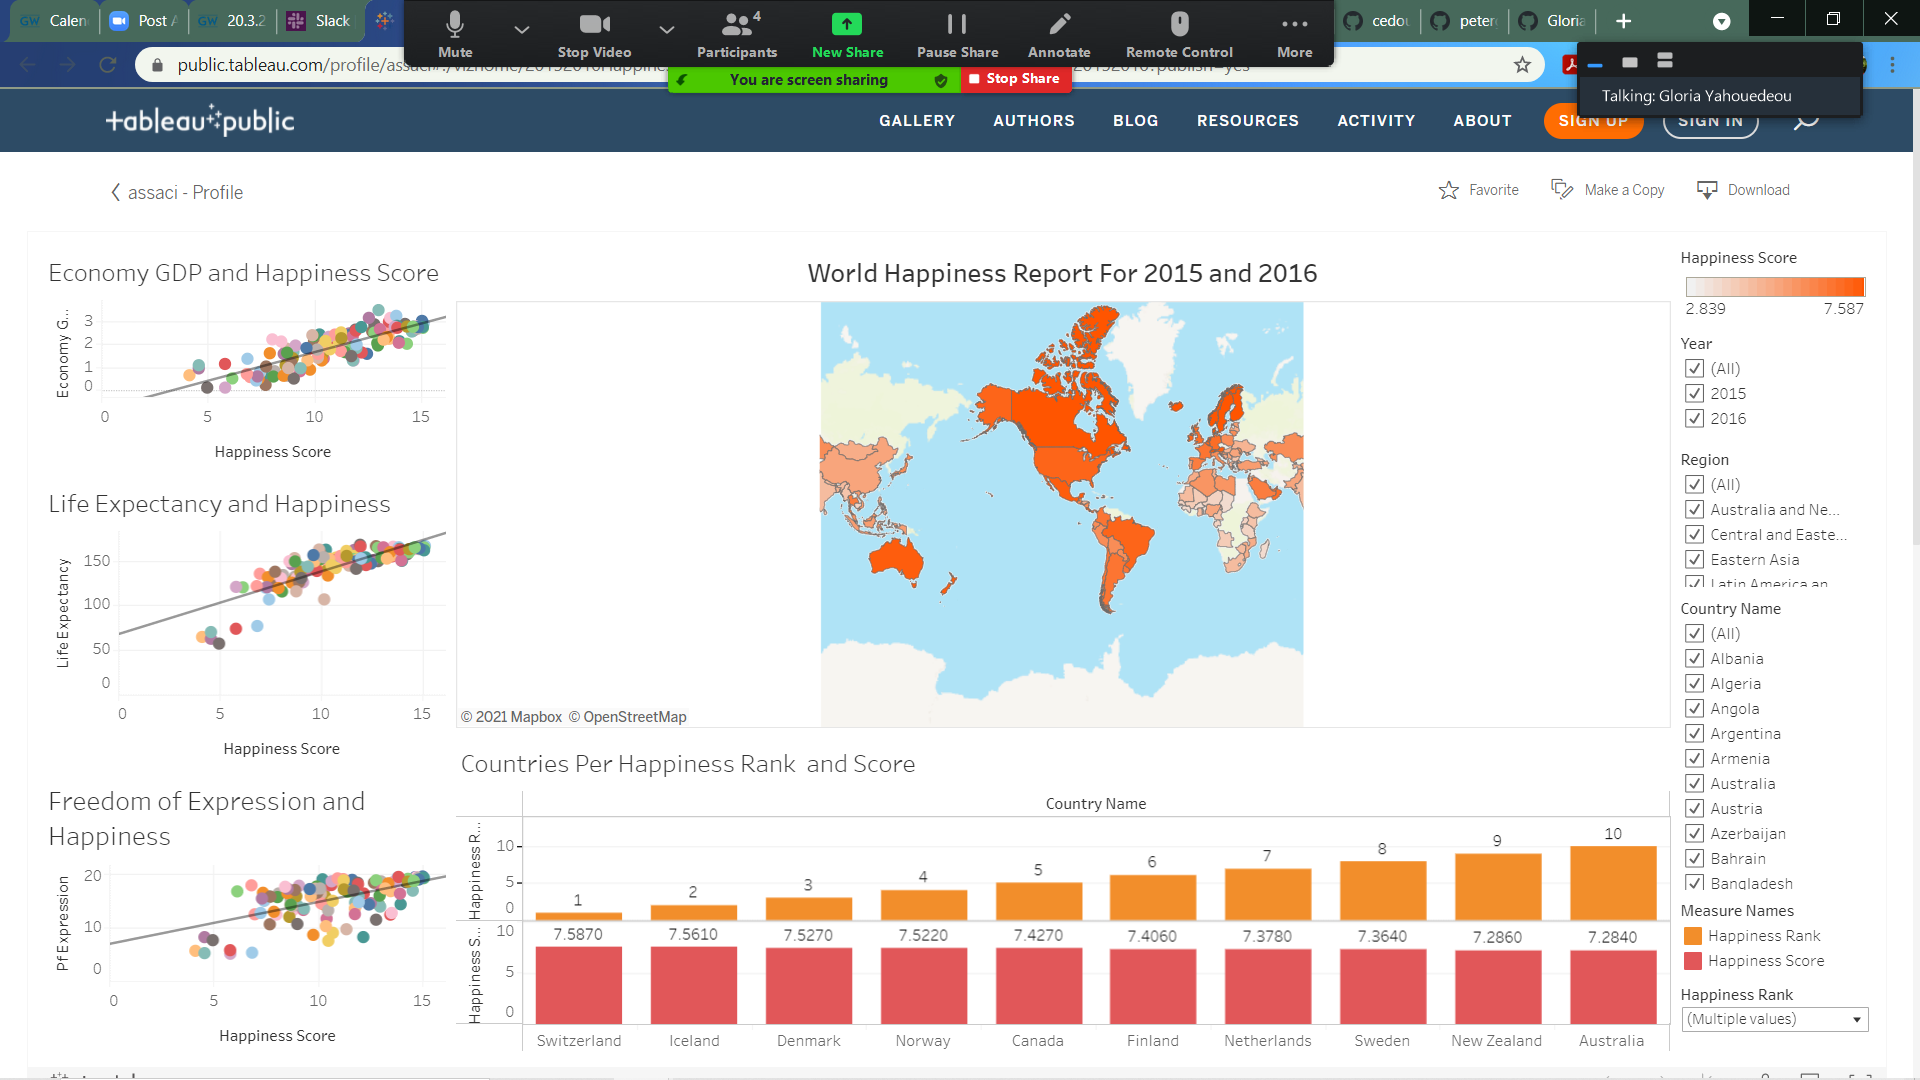 Calen
Post A
20.3.2
Slack
Mute
Stop Video
Participants
4
New Share
Pause Share
Annotate
Remote Control
More
cedou
peter
Gloria
public.tableau.com/profile/
You are screen sharing
Stop Share
Talking: Gloria Yahouedeou
+ableau public
GALLERY
AUTHORS
BLOG
RESOURCES
ACTIVITY
ABOUT
SIGN UP
SIGN IN
assaci - Profile
Favorite
Make a Copy
Download
Economy GDP and Happiness Score
Economy G...
3
2
1
0
0
5
10
15
Happiness Score
Life Expectancy and Happiness
Life Expectancy
150
100
50
0
0
5
10
15
Happiness Score
Freedom of Expression and
Happiness
Pf Expression
20
10
0
0
5
10
15
Happiness Score
World Happiness Report For 2015 and 2016
© 2021 Mapbox © OpenStreetMap
Countries Per Happiness Rank and Score
Country Name
Happiness R...
10
5
0
1
2
3
4
5
6
7
8
9
10
Happiness S...
10
5
0
7.5870
7.5610
7.5270
7.5220
7.4270
7.4060
7.3780
7.3640
7.2860
7.2840
Switzerland
Iceland
Denmark
Norway
Canada
Finland
Netherlands
Sweden
New Zealand
Australia
Happiness Score
2.839
7.587
Year
(All)
2015
2016
Region
(All)
Australia and Ne...
Central and Easte...
Eastern Asia
Latin American an
Country Name
(All)
Albania
Algeria
Angola
Argentina
Armenia
Australia
Austria
Azerbaijan
Bahrain
Bangladesh
Measure Names
Happiness Rank
Happiness Score
Happiness Rank
(Multiple values)